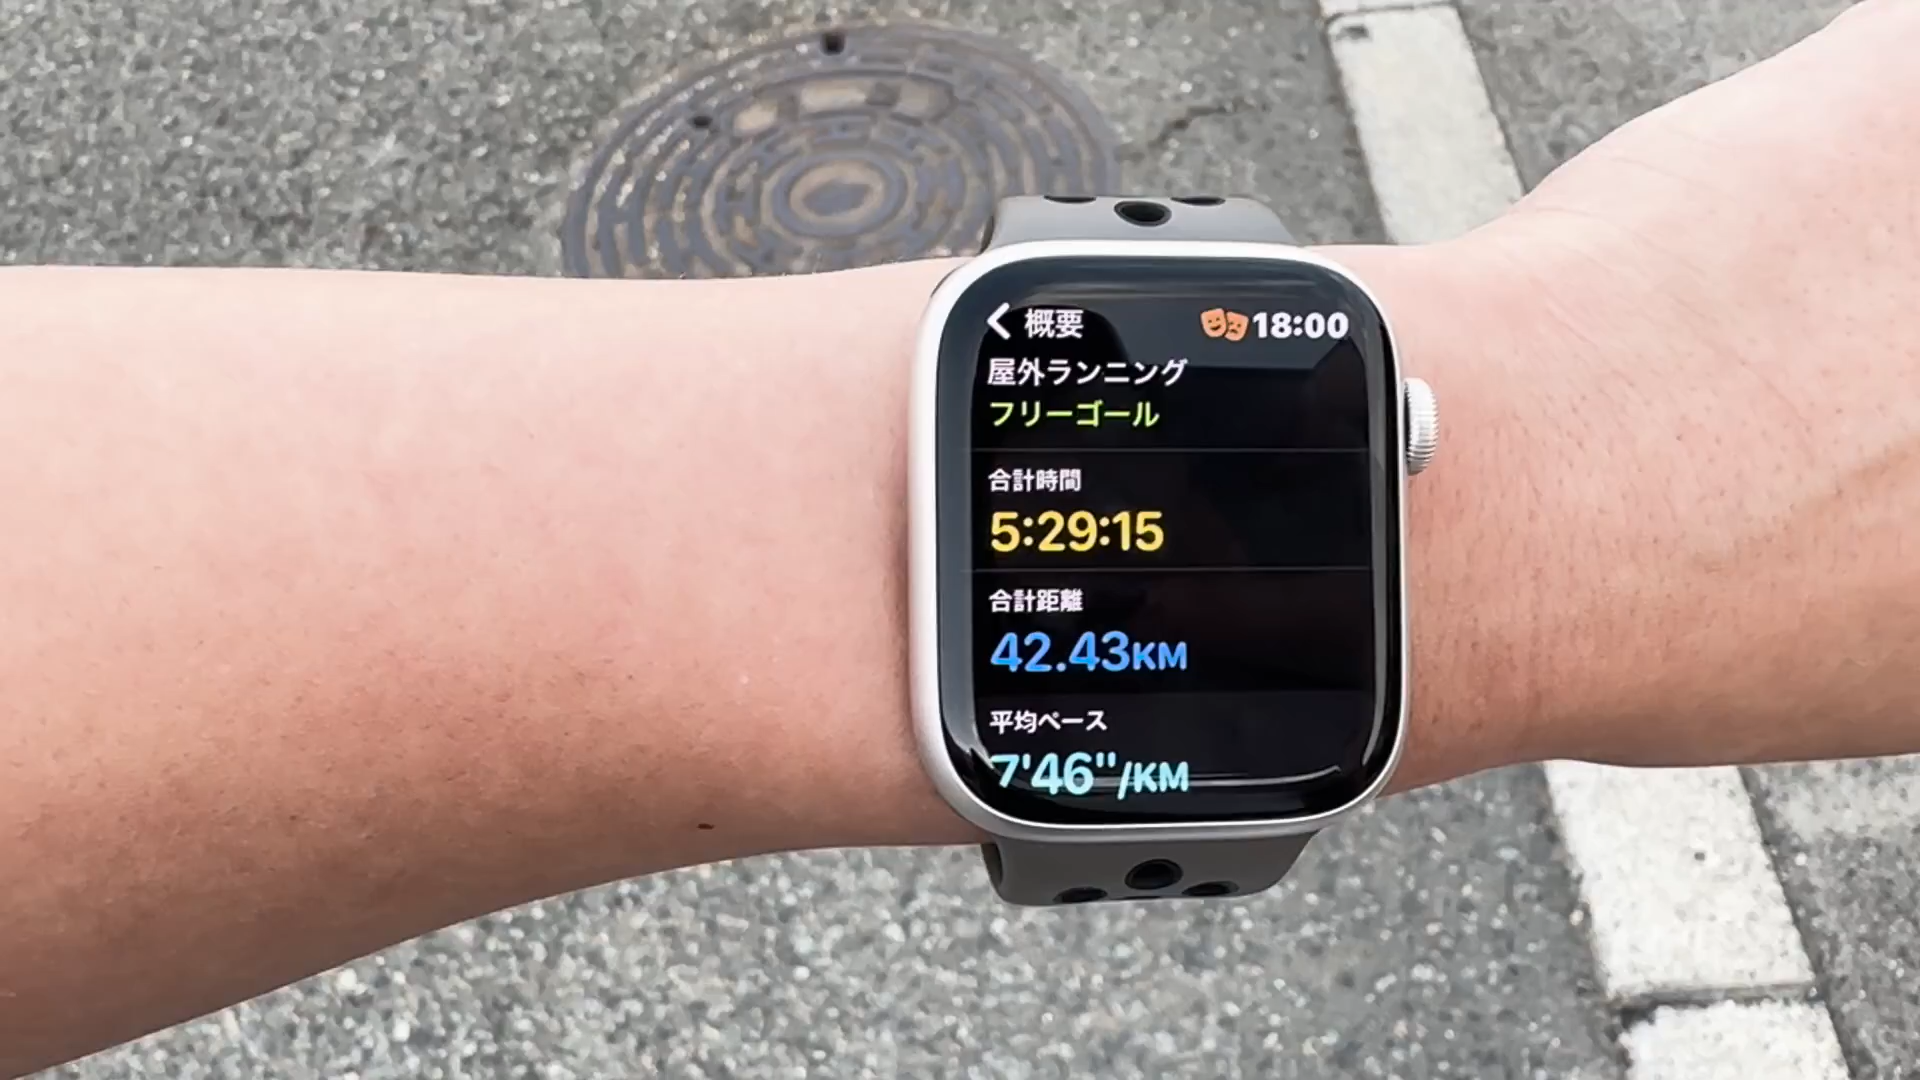 概要 18:00
屋外ランニング
フリーゴール
合計時間
5:29:15
合計距離
42.43KM
平均ペース
7'46"/KM